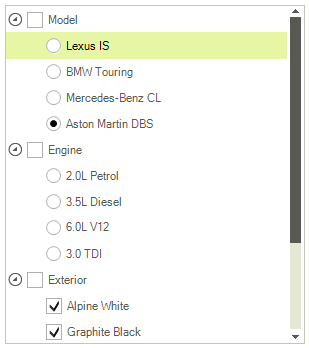 Model
Lexus IS
BMW Touring
Mercedes-Benz CL
Aston Martin DBS
Engine
2.0L Petrol
3.5L Diesel
6.0L V12
3.0 TDI
Exterior
Alpine White
Graphite Black